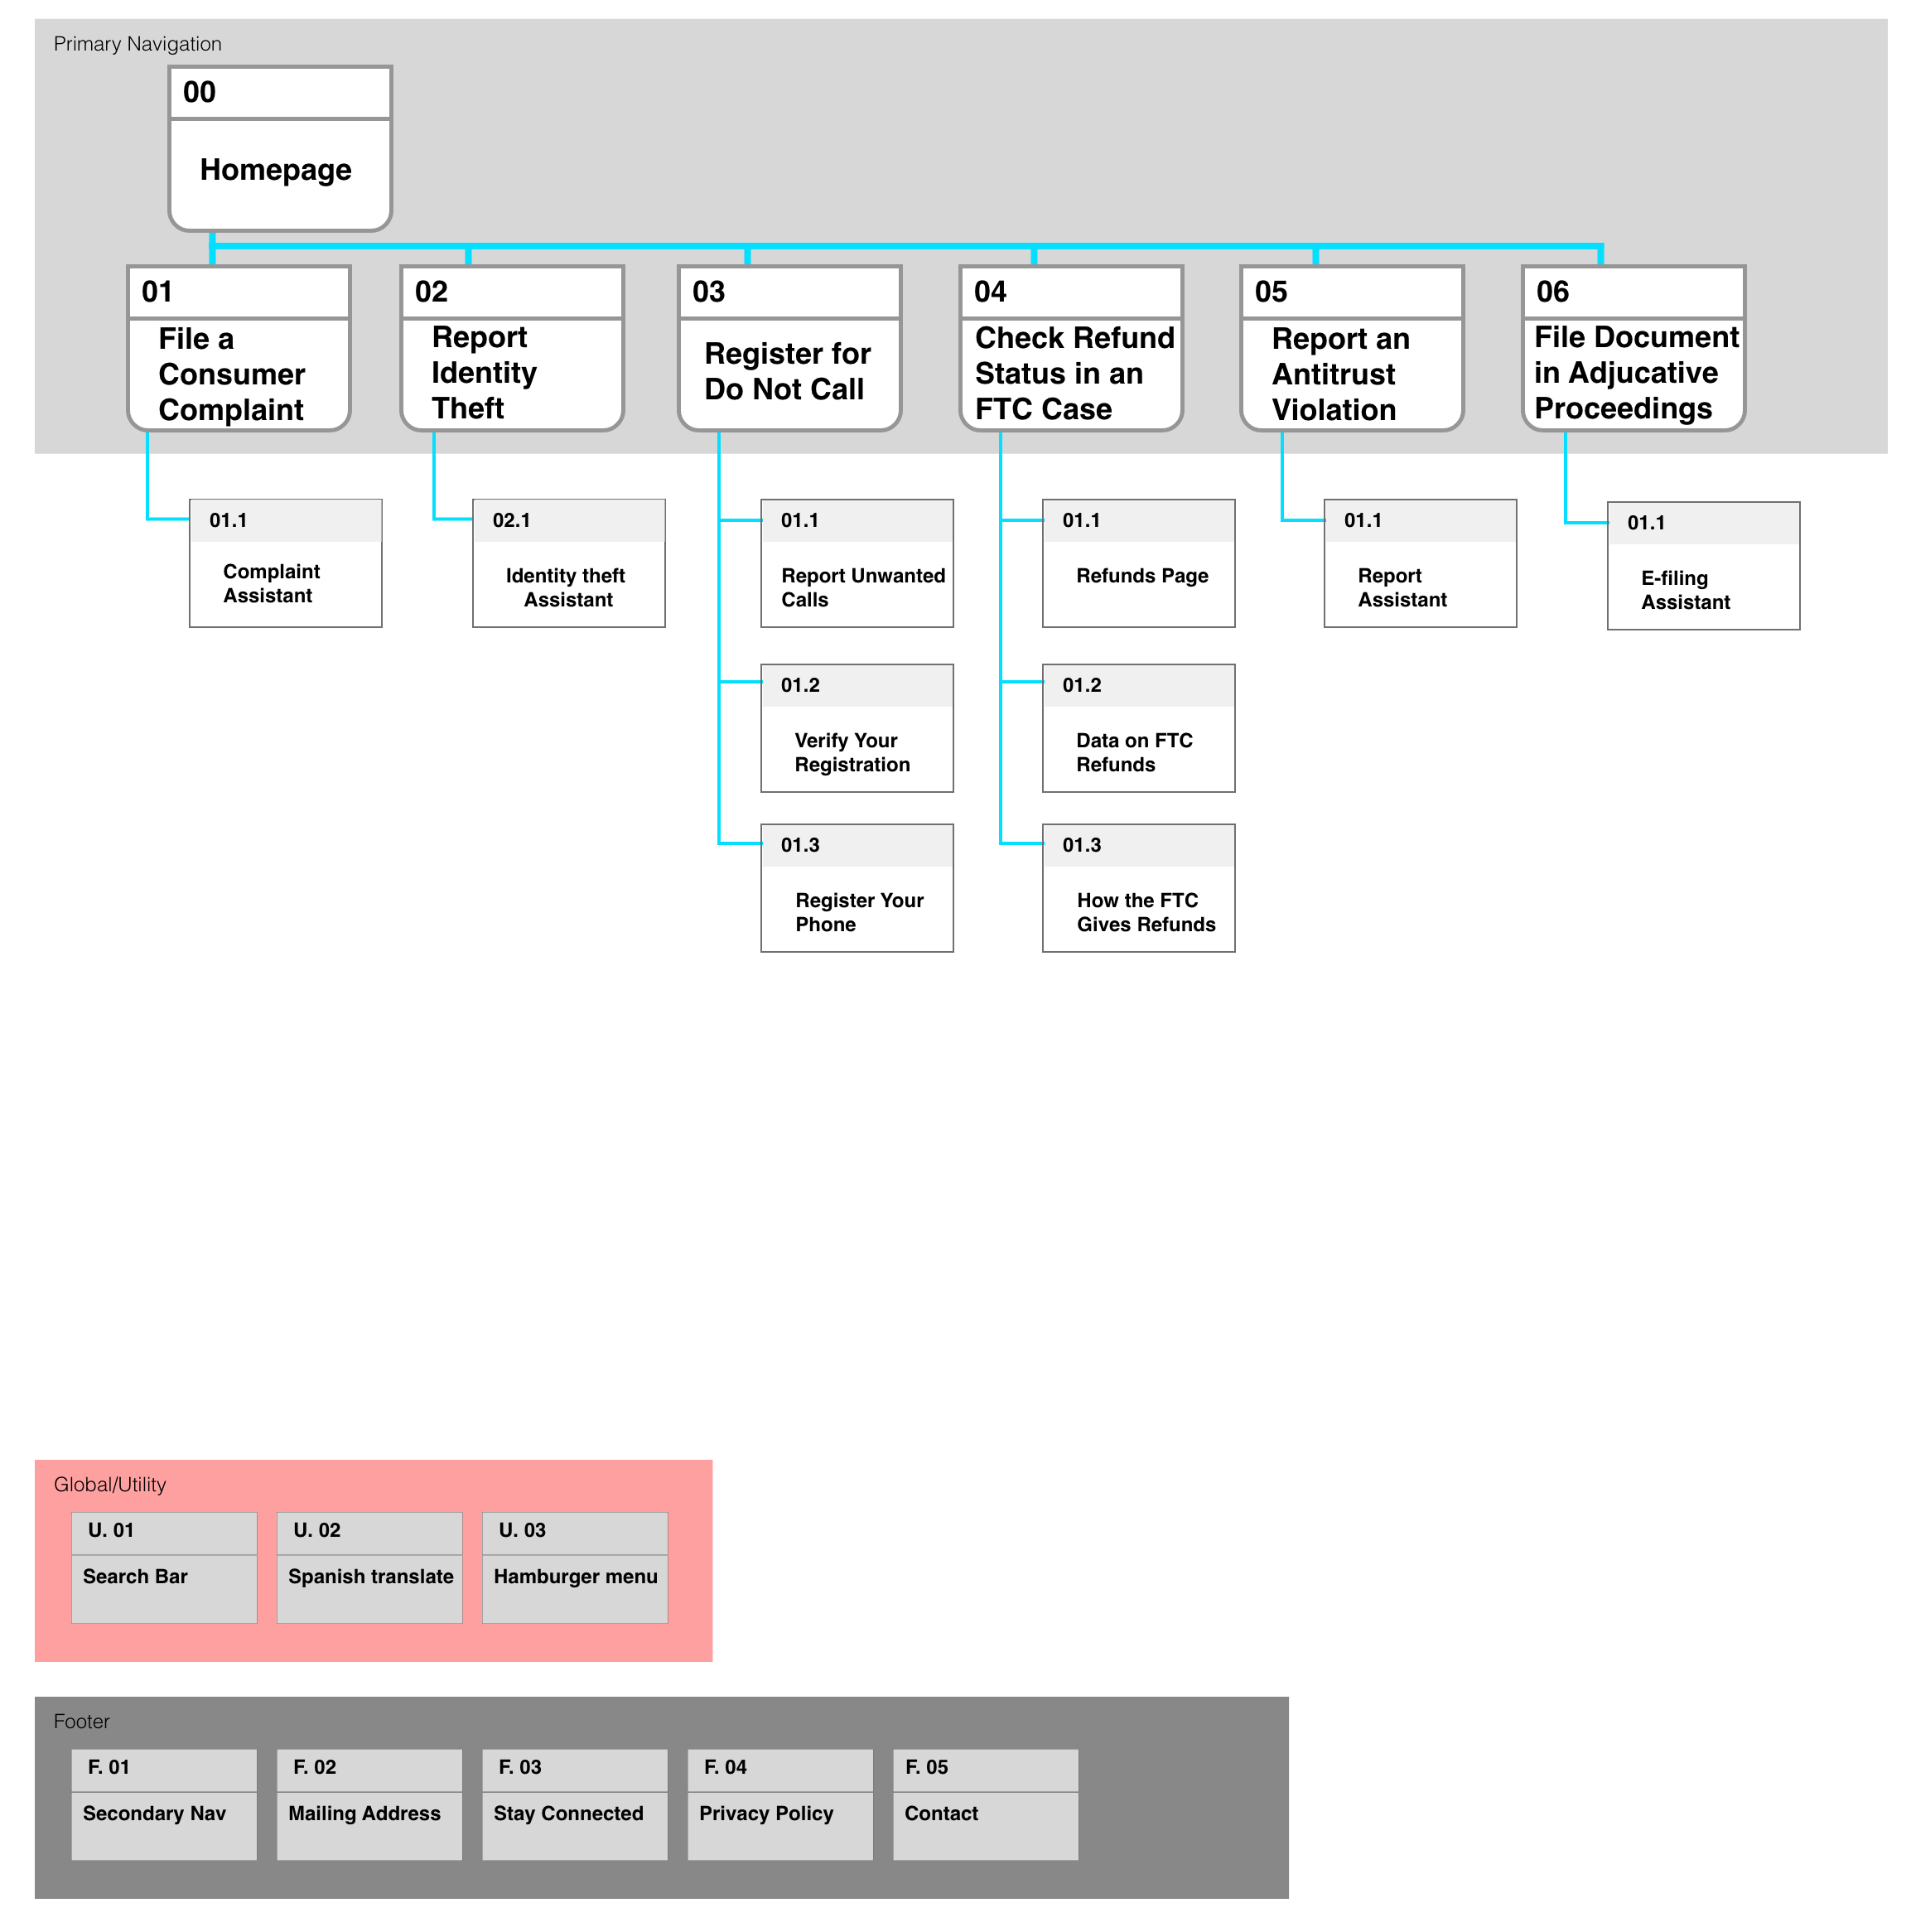 Primary Navigation
00
Homepage
01
File a
Consumer
Complaint
02
Report
Identity
Theft
03
Register for
Do Not Call
04
Check Refund
Status in an
FTC Case
05
Report an
Antitrust
Violation
06
File Document
in Adjucative
Proceedings
01.1
Complaint
Assistant
02.1
Identity theft
Assistant
01.1
Report Unwanted
Calls
01.2
Verify Your
Registration
01.3
Register Your
Phone
01.1
Refunds Page
01.2
Data on FTC
Refunds
01.3
How the FTC
Gives Refunds
01.1
Report
Assistant
01.1
E-filing
Assistant
Global/Utility
U. 01
Search Bar
U. 02
Spanish translate
U. 03
Hamburger menu
Footer
F. 01
Secondary Nav
F. 02
Mailing Address
F. 03
Stay Connected
F. 04
Privacy Policy
F. 05
Contact